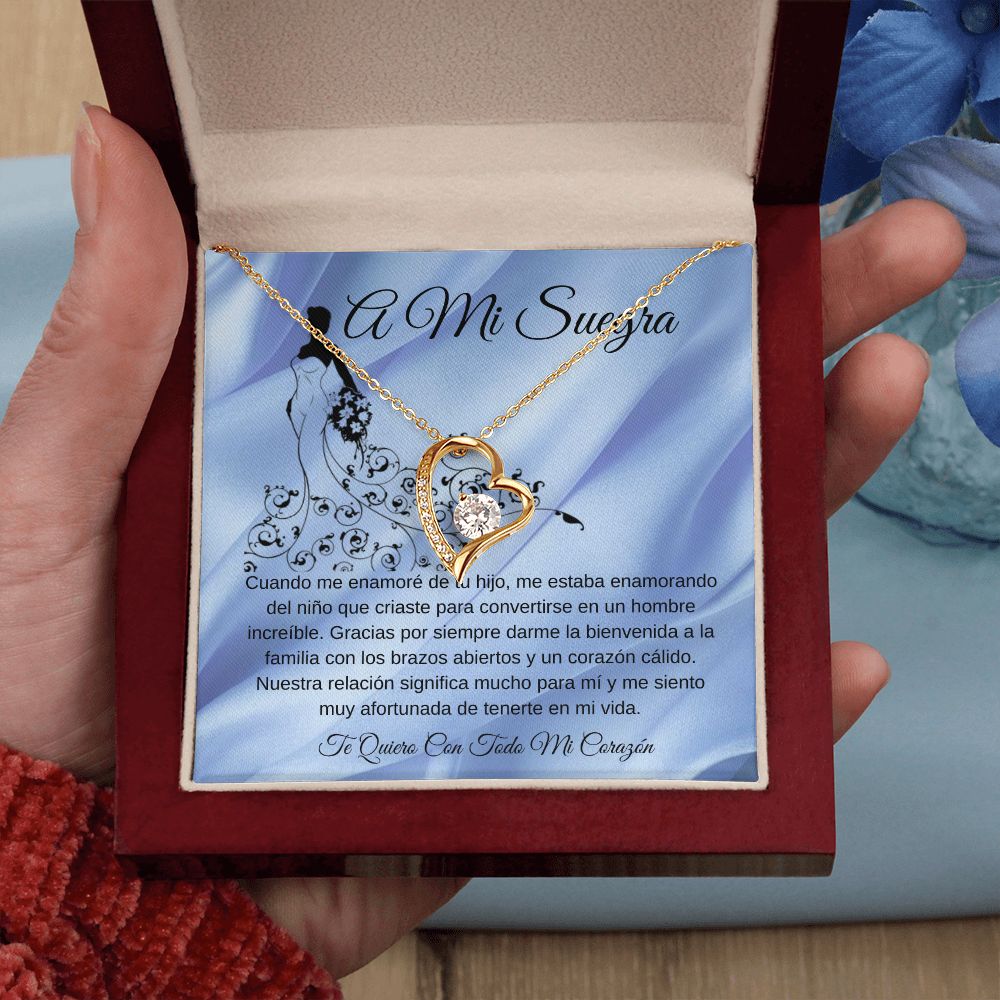 A Mi Suegra
Cuando me enamoré de tu hijo, me estaba enamorando
del niño que criaste para convertirse en un hombre
increíble. Gracias por siempre darme la bienvenida a la
familia con los brazos abiertos y un corazón cálido.
Nuestra relación significa mucho para mí y me siento
muy afortunada de tenerte en mi vida.
Te Quiero Con Todo Mi Corazón